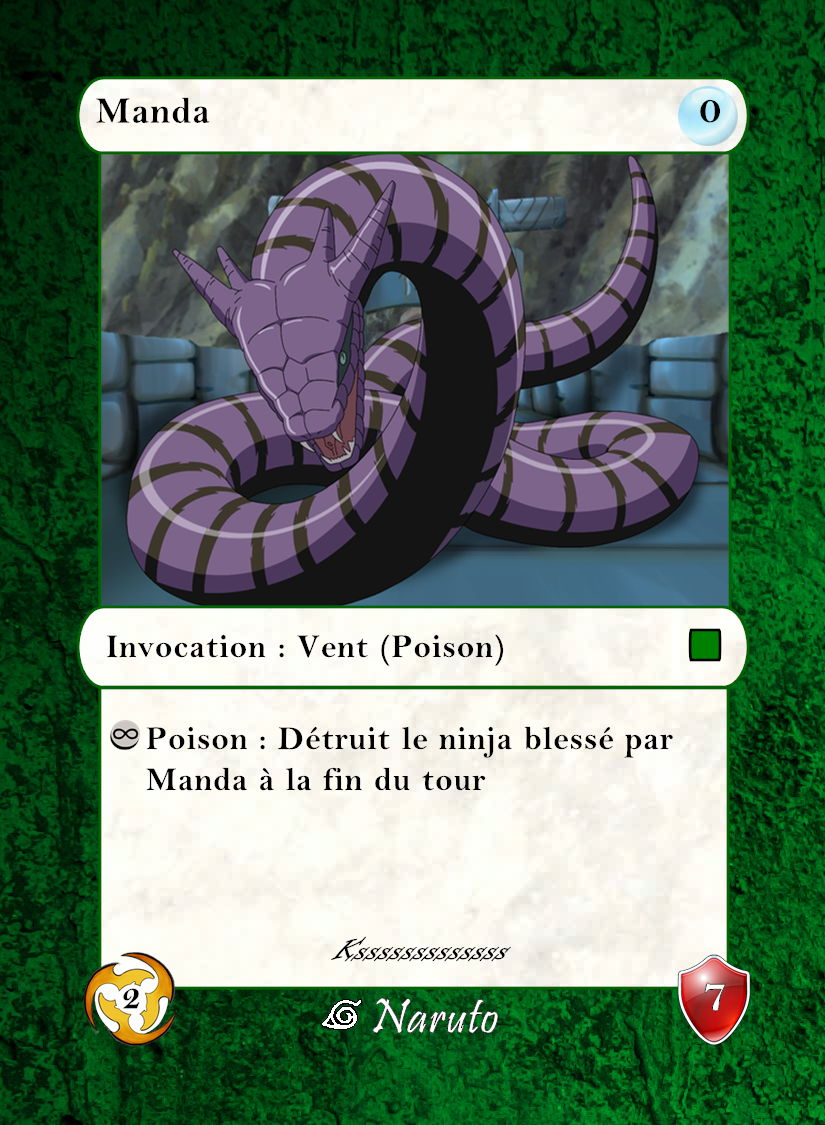 Manda
0
Invocation : Vent (Poison)
∞ Poison : Détruit le ninja blessé par
Manda à la fin du tour
Kssssssssssssss
2
Naruto
7